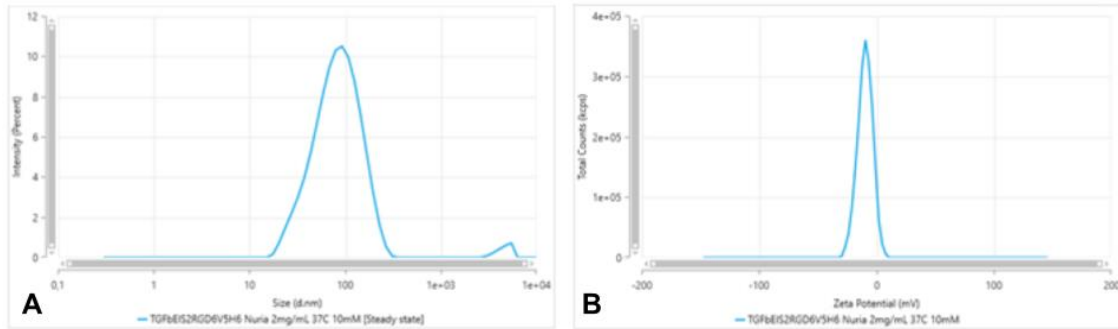 12
10
8
6
4
2
0
Intensity (Percent)
0,1
1
10
100
1e+03
1e+04
Size (d.nm)
TGFbEIS2RGD6V5H6 Nuria 2mg/mL 37C 10mM [Steady state]
A
4e+05
3e+05
2e+05
1e+05
0
Total Counts (kcps)
-200
-100
0
100
200
Zeta Potential (mV)
TGFbEIS2RGD6V5H6 Nuria 2mg/mL 37C 10mM
B